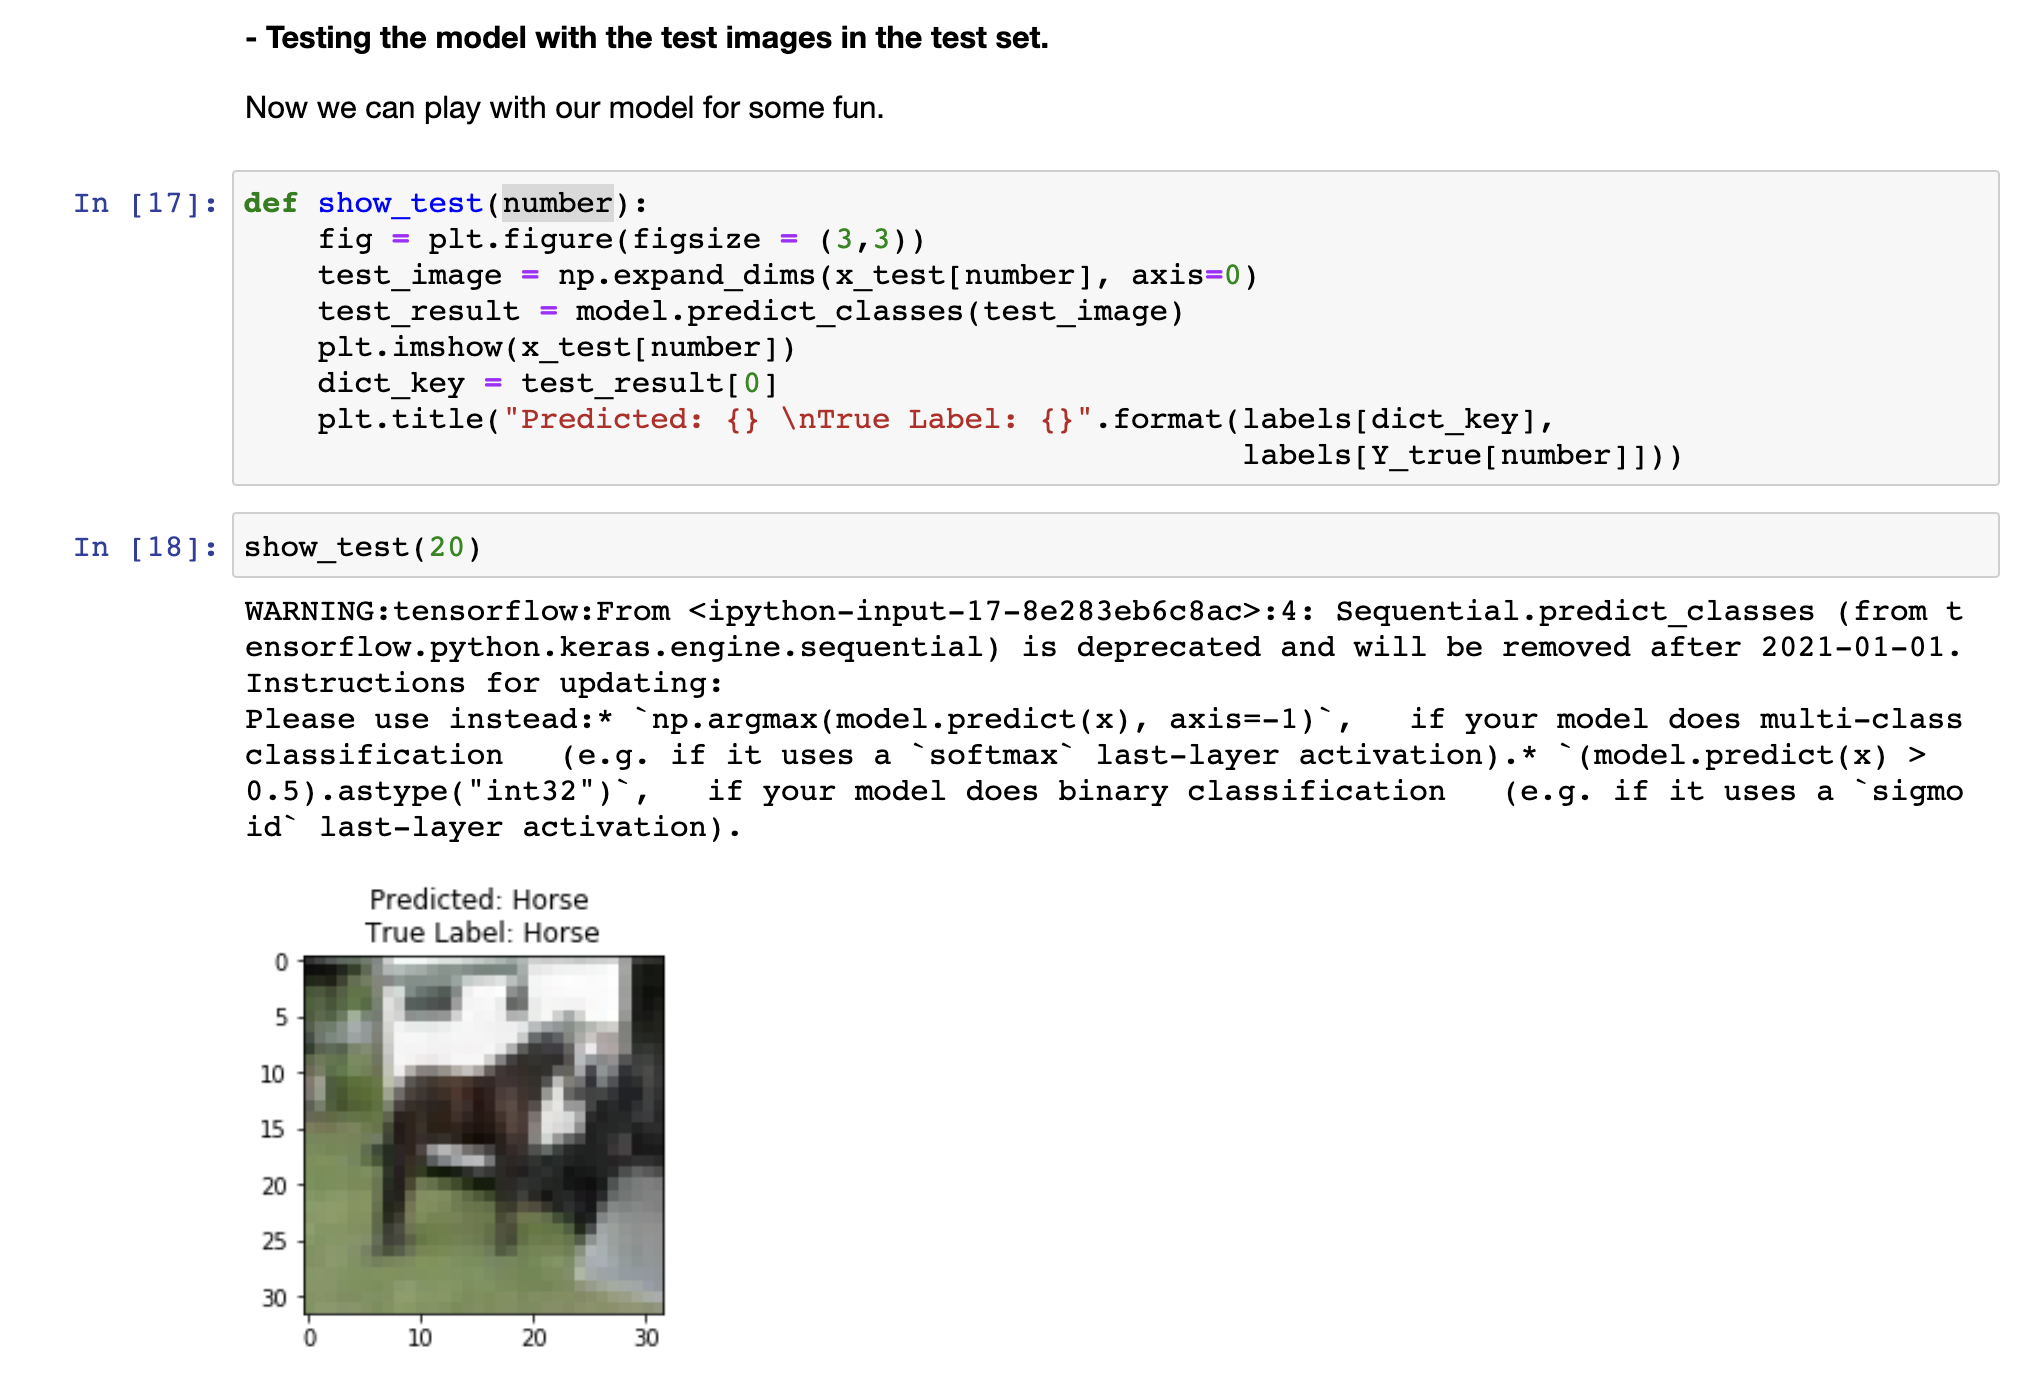 - Testing the model with the test images in the test set.
Now we can play with our model for some fun.
In [17]:
def show_test(number):
    fig = plt.figure(figsize = (3,3))
    test_image = np.expand_dims(x_test[number], axis=0)
    test_result = model.predict_classes(test_image)
    plt.imshow(x_test[number])
    dict_key = test_result[0]
    plt.title("Predicted: {} \nTrue Label: {}".format(labels[dict_key],
                                                      labels[Y_true[number]]))
In [18]:
show_test(20)
WARNING:tensorflow:From <ipython-input-17-8e283eb6c8ac>:4: Sequential.predict_classes (from t
ensorflow.python.keras.engine.sequential) is deprecated and will be removed after 2021-01-01.
Instructions for updating:
Please use instead:* `np.argmax(model.predict(x), axis=-1)`,   if your model does multi-class
classification   (e.g. if it uses a `softmax` last-layer activation).* `(model.predict(x) >
0.5).astype("int32")`,   if your model does binary classification   (e.g. if it uses a `sigmo
id` last-layer activation).
Predicted: Horse
True Label: Horse
0
5
10
15
20
25
30
0 10 20 30